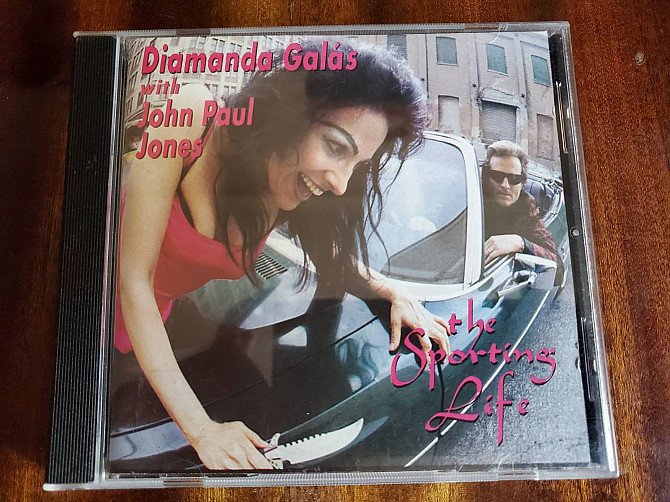 Diamanda Galás
with
John Paul
Jones
the
Sporting
Life